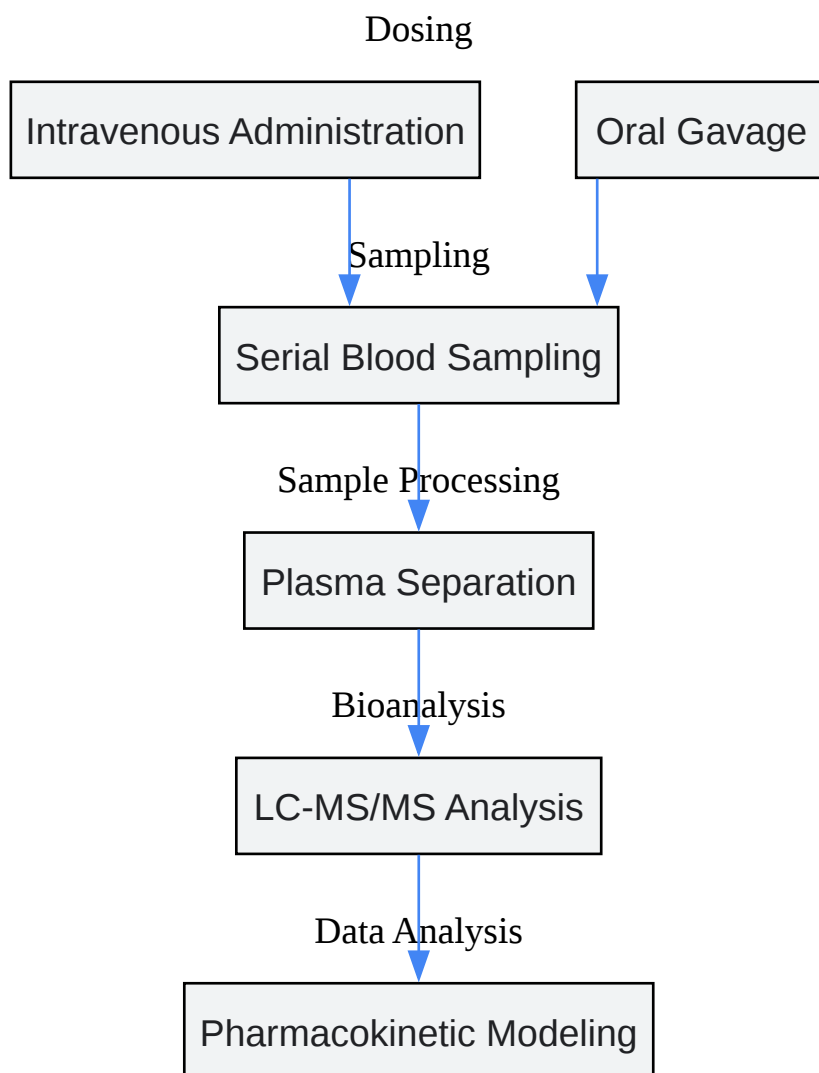 Dosing
Intravenous Administration
Oral Gavage
Sampling
Serial Blood Sampling
Sample Processing
Plasma Separation
Bioanalysis
LC-MS/MS Analysis
Data Analysis
Pharmacokinetic Modeling